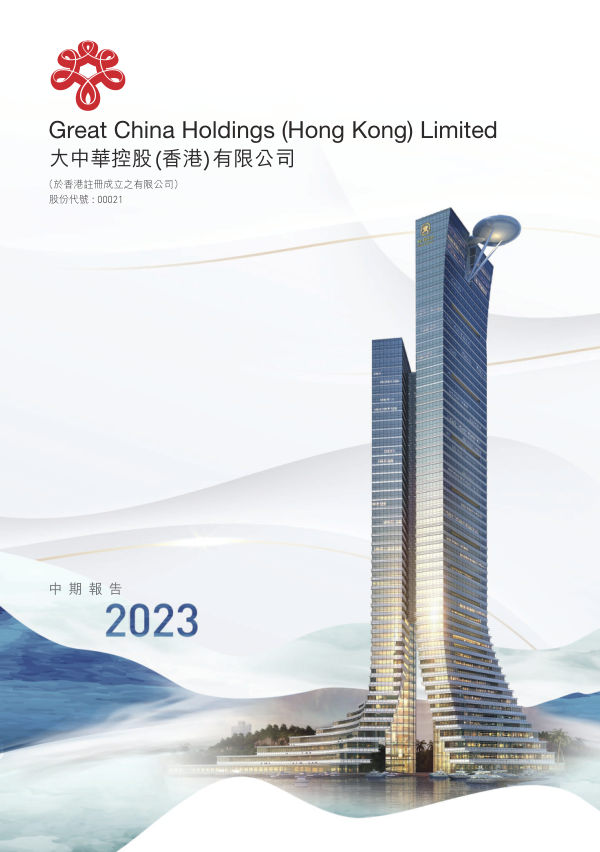 Great China Holdings (Hong Kong) Limited
大中華控股(香港)有限公司
(於香港註冊成立之有限公司)
股份代號 : 00021
中期報告
2023